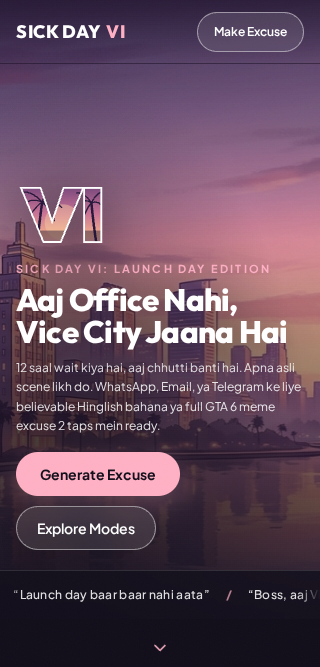 SICK DAY VI
Make Excuse
VI
SICK DAY VI: LAUNCH DAY EDITION
Aaj Office Nahi,
Vice City Jaana Hai
12 saal wait kiya hai, aaj chhutti banti hai. Apna asli
scene likh do. WhatsApp, Email, ya Telegram ke liye
believable Hinglish bahana ya full GTA 6 meme
excuse 2 taps mein ready.
Generate Excuse
Explore Modes
“Launch day baar baar nahi aata” / “Boss, aaj V